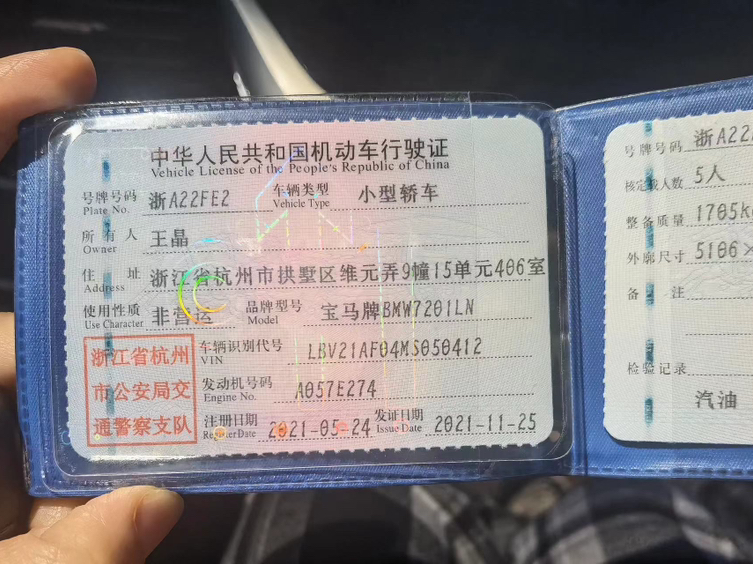 中华人民共和国机动车行驶证
Vehicle License of the People's Republic of China
号牌号码 浙A22FE2 车辆类型 小型轿车
Plate No. Vehicle Type
所有人 王晶
Owner
住址 浙江省杭州市拱墅区维元弄9幢15单元406室
Address
使用性质 非营运 品牌型号 宝马牌BMW7201LN
Use Character Model
浙江省杭州
市公安局交
通警察支队
车辆识别代号 LBV21AF04MS050412
VIN
发动机号码 A057E274
Engine No.
注册日期 2021-05-24 发证日期 2021-11-25
Register Date Issue Date
号牌号码 浙A22
核定载人数 5人
整备质量 1705k
外廓尺寸 5106×
备注
检验记录
汽油